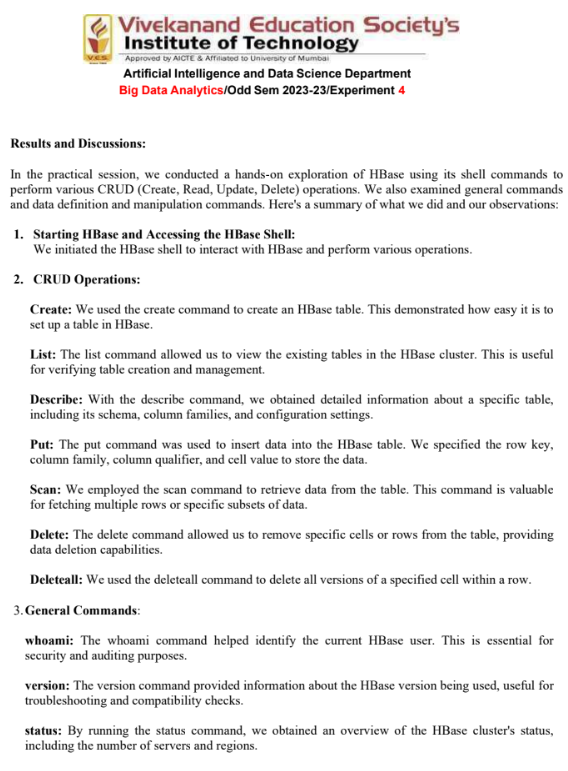 Vivekanand Education Society's
Institute of Technology
Approved by AICTE & Affiliated to University of Mumbai
V.E.S.
Artificial Intelligence and Data Science Department
Big Data Analytics/Odd Sem 2023-23/Experiment 4
Results and Discussions:
In the practical session, we conducted a hands-on exploration of HBase using its shell commands to
perform various CRUD (Create, Read, Update, Delete) operations. We also examined general commands
and data definition and manipulation commands. Here's a summary of what we did and our observations:
1. Starting HBase and Accessing the HBase Shell:
We initiated the HBase shell to interact with HBase and perform various operations.
2. CRUD Operations:
Create: We used the create command to create an HBase table. This demonstrated how easy it is to
set up a table in HBase.
List: The list command allowed us to view the existing tables in the HBase cluster. This is useful
for verifying table creation and management.
Describe: With the describe command, we obtained detailed information about a specific table,
including its schema, column families, and configuration settings.
Put: The put command was used to insert data into the HBase table. We specified the row key,
column family, column qualifier, and cell value to store the data.
Scan: We employed the scan command to retrieve data from the table. This command is valuable
for fetching multiple rows or specific subsets of data.
Delete: The delete command allowed us to remove specific cells or rows from the table, providing
data deletion capabilities.
Deleteall: We used the deleteall command to delete all versions of a specified cell within a row.
3. General Commands:
whoami: The whoami command helped identify the current HBase user. This is essential for
security and auditing purposes.
version: The version command provided information about the HBase version being used, useful for
troubleshooting and compatibility checks.
status: By running the status command, we obtained an overview of the HBase cluster's status,
including the number of servers and regions.